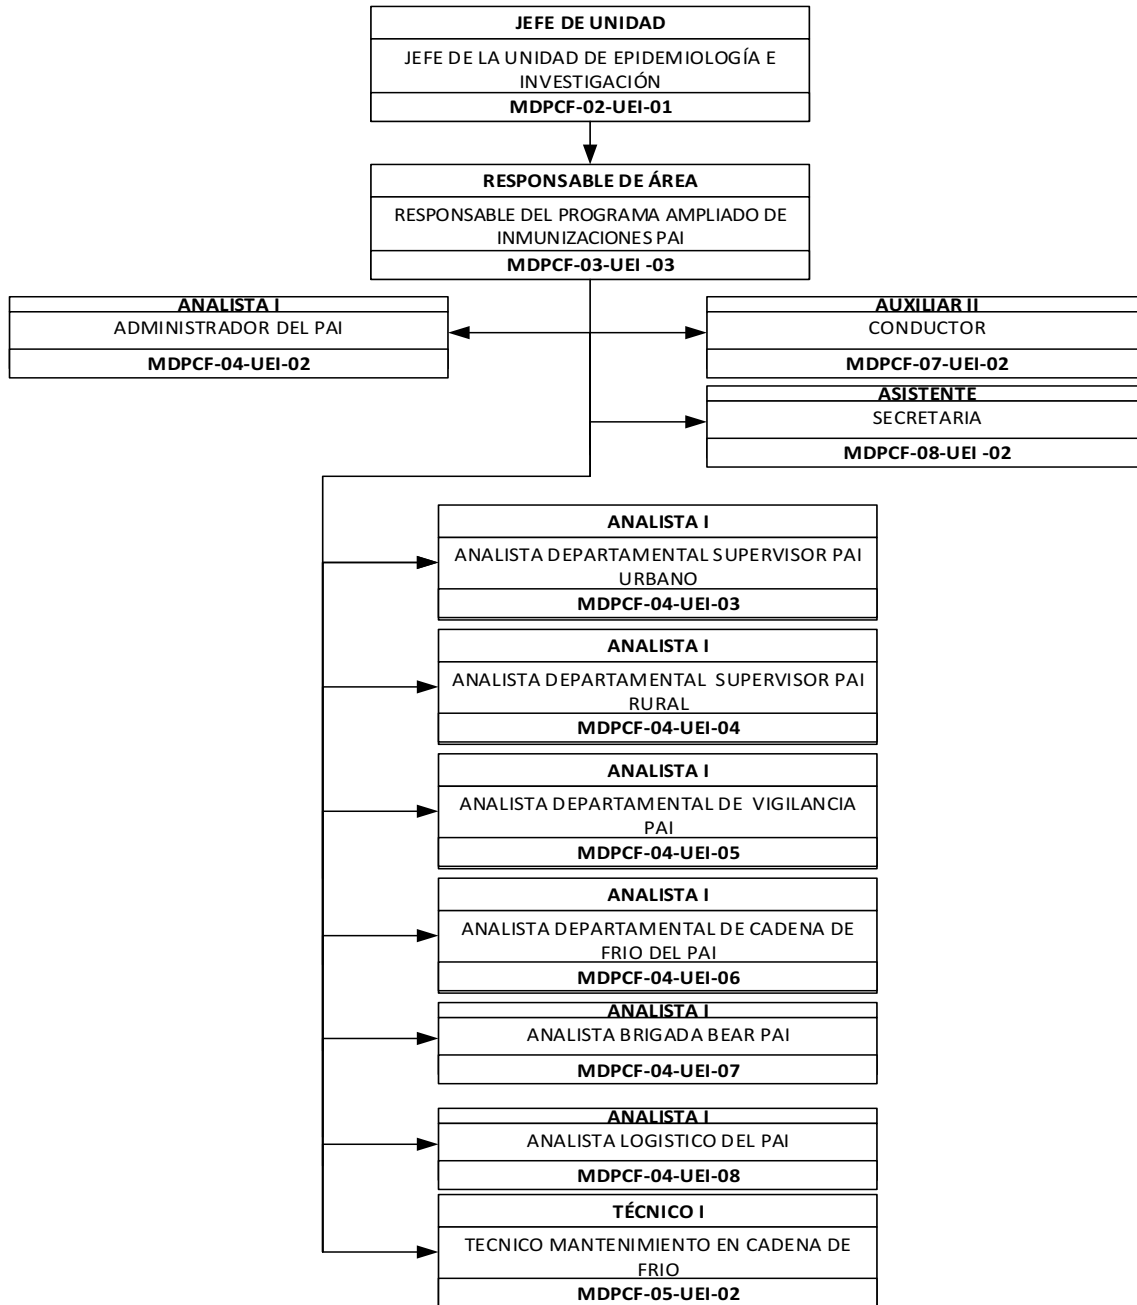 JEFE DE UNIDAD
JEFE DE LA UNIDAD DE EPIDEMIOLOGÍA E
INVESTIGACIÓN
MDPCF-02-UEI-01
RESPONSABLE DE ÁREA
RESPONSABLE DEL PROGRAMA AMPLIADO DE
INMUNIZACIONES PAI
MDPCF-03-UEI -03
ANALISTA I
ADMINISTRADOR DEL PAI
MDPCF-04-UEI-02
AUXILIAR II
CONDUCTOR
MDPCF-07-UEI-02
ASISTENTE
SECRETARIA
MDPCF-08-UEI -02
ANALISTA I
ANALISTA DEPARTAMENTAL SUPERVISOR PAI
URBANO
MDPCF-04-UEI-03
ANALISTA I
ANALISTA DEPARTAMENTAL SUPERVISOR PAI
RURAL
MDPCF-04-UEI-04
ANALISTA I
ANALISTA DEPARTAMENTAL DE VIGILANCIA
PAI
MDPCF-04-UEI-05
ANALISTA I
ANALISTA DEPARTAMENTAL DE CADENA DE
FRIO DEL PAI
MDPCF-04-UEI-06
ANALISTA I
ANALISTA BRIGADA BEAR PAI
MDPCF-04-UEI-07
ANALISTA I
ANALISTA LOGISTICO DEL PAI
MDPCF-04-UEI-08
TÉCNICO I
TECNICO MANTENIMIENTO EN CADENA DE
FRIO
MDPCF-05-UEI-02